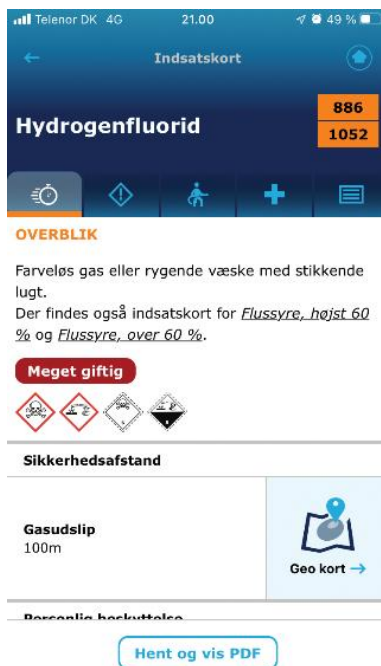 Telenor DK 4G 21.00 49 %
Indsatskort
Hydrogenfluorid
886
1052
OVERBLIK
Farveløs gas eller rygende væske med stikkende
lugt.
Der findes også indsatskort for Flussyre, højst 60
% og Flussyre, over 60 %.
Meget giftig
Sikkerhedsafstand
Gasudslip
100m
Geo kort →
Personlig beskyttelse
Hent og vis PDF